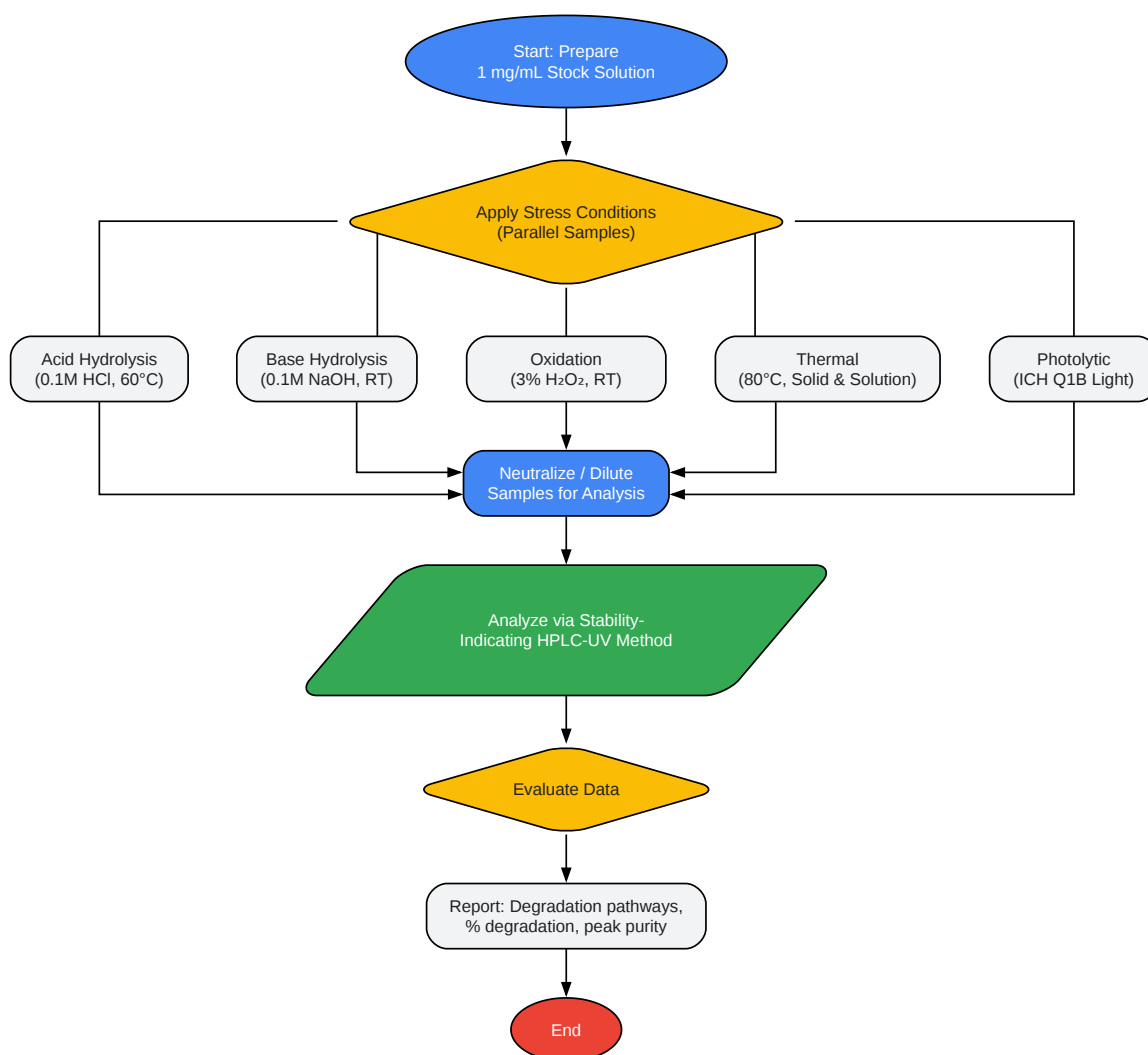 Start: Prepare
1 mg/mL Stock Solution
Apply Stress Conditions
(Parallel Samples)
Acid Hydrolysis
(0.1M HCl, 60°C)
Base Hydrolysis
(0.1M NaOH, RT)
Oxidation
(3% H₂O₂, RT)
Thermal
(80°C, Solid & Solution)
Photolytic
(ICH Q1B Light)
Neutralize / Dilute
Samples for Analysis
Analyze via Stability-
Indicating HPLC-UV Method
Evaluate Data
Report: Degradation pathways,
% degradation, peak purity
End